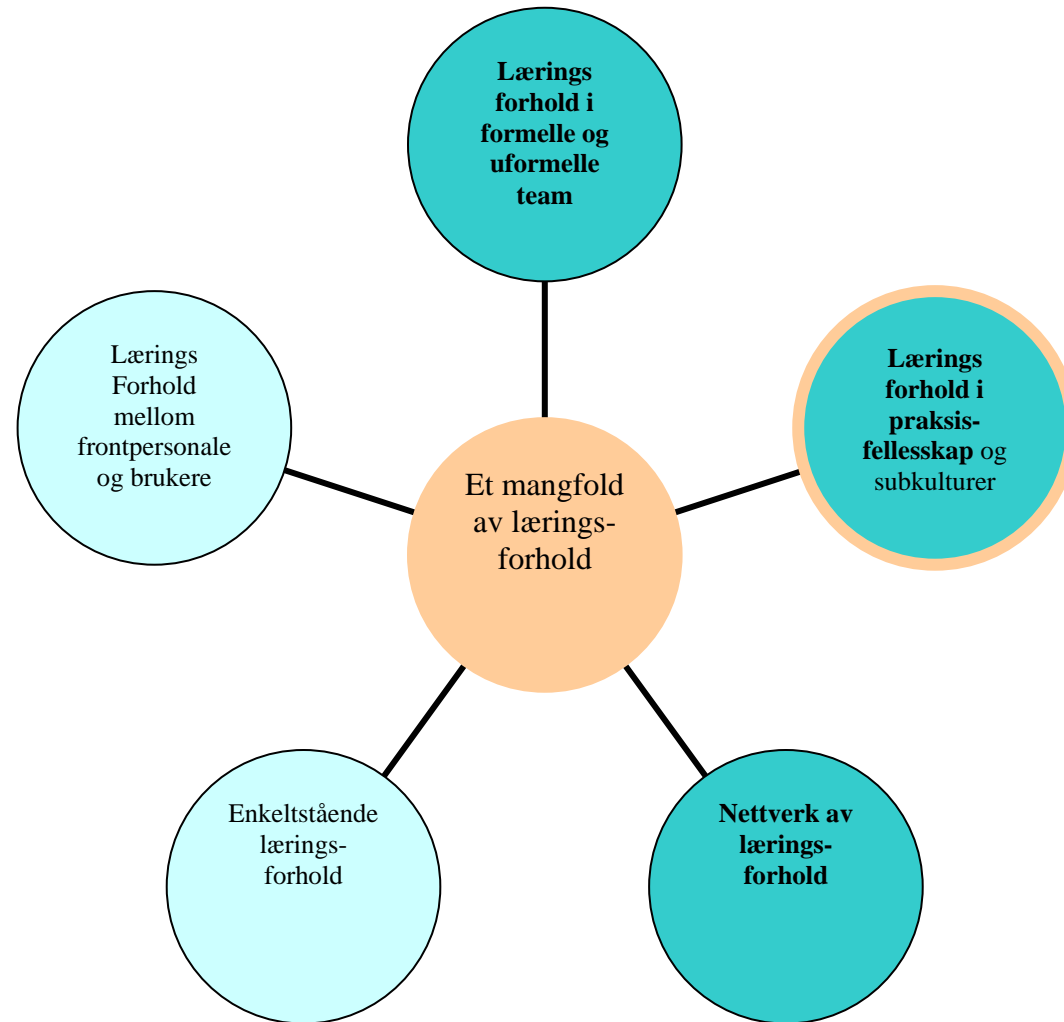 Lærings
forhold i
formelle og
uformelle
team
Lærings
Forhold
mellom
frontpersonale
og brukere
Lærings
forhold i
praksis-
fellesskap og
subkulturer
Et mangfold
av lærings-
forhold
Enkeltstående
lærings-
forhold
Nettverk av
lærings-
forhold